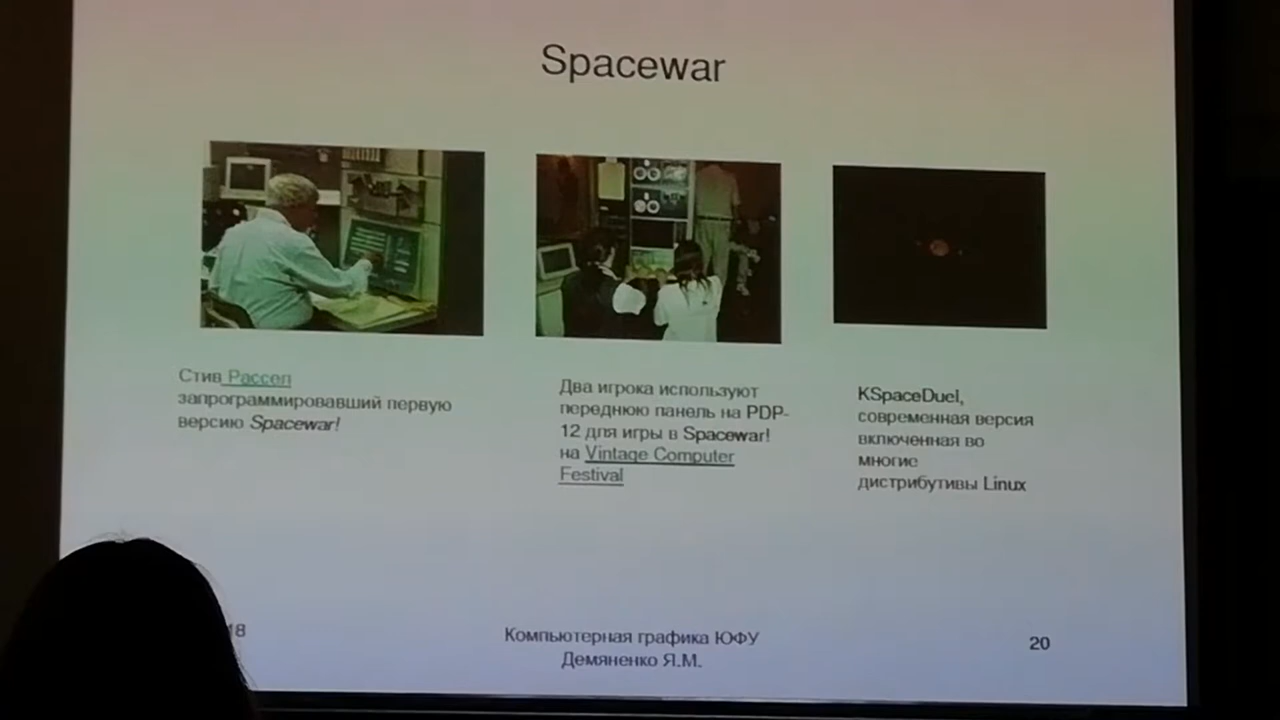 Spacewar
Стив Рассел
запрограммировавший первую
версию Spacewar!
Два игрока используют
переднюю панель на PDP-
12 для игры в Spacewar!
на Vintage Computer
Festival
KSpaceDuel,
современная версия
включенная во
многие
дистрибутивы Linux
18
Компьютерная графика ЮФУ
Демяненко Я.М.
20